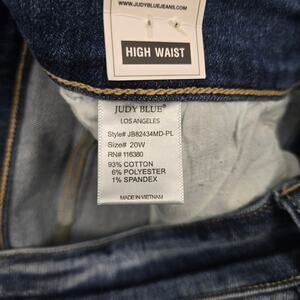 WWW.JUDYBLUEJEANS.COM
HIGH WAIST
JUDY BLUE®
LOS ANGELES
Style# JB82434MD-PL
Size# 20W
RN# 116380
93% COTTON
6% POLYESTER
1% SPANDEX
MADE IN VIETNAM